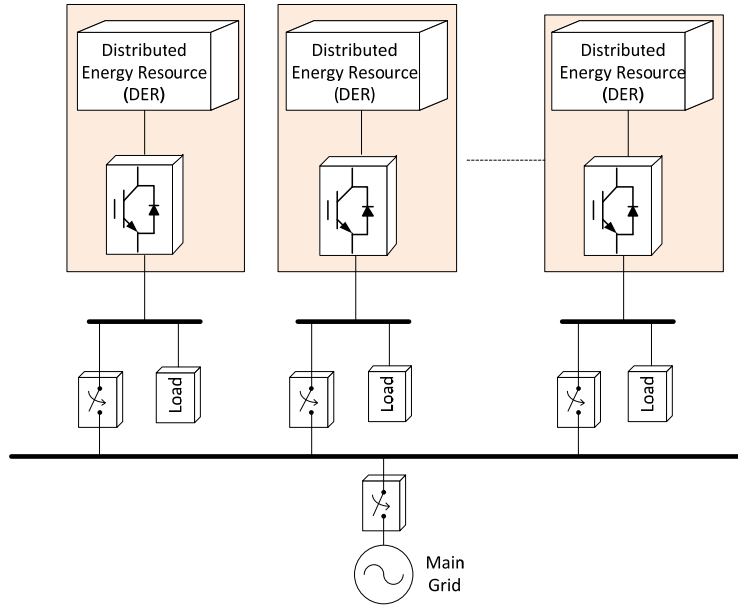 Distributed
Energy Resource
(DER)
Distributed
Energy Resource
(DER)
Distributed
Energy Resource
(DER)
Load
Load
Load
Main
Grid